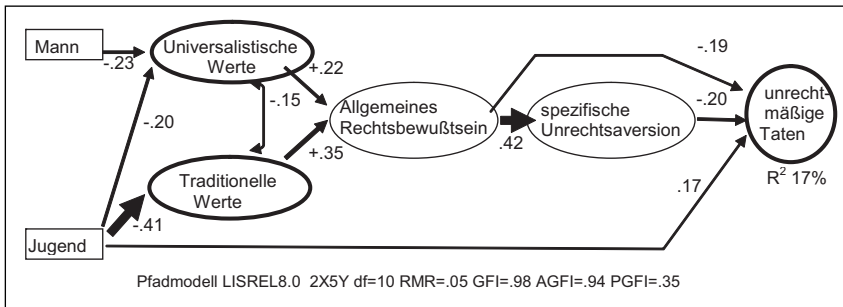 Mann
-.23
Universalistische
Werte
+.22
-.19
-.15
-.20
Allgemeines
Rechtsbewußtsein
.42
spezifische
Unrechtsaversion
-.20
unrecht-
mäßige
Taten
R² 17%
+.35
Traditionelle
Werte
-.41
.17
Jugend
Pfadmodell LISREL8.0 2X5Y df=10 RMR=.05 GFI=.98 AGFI=.94 PGFI=.35